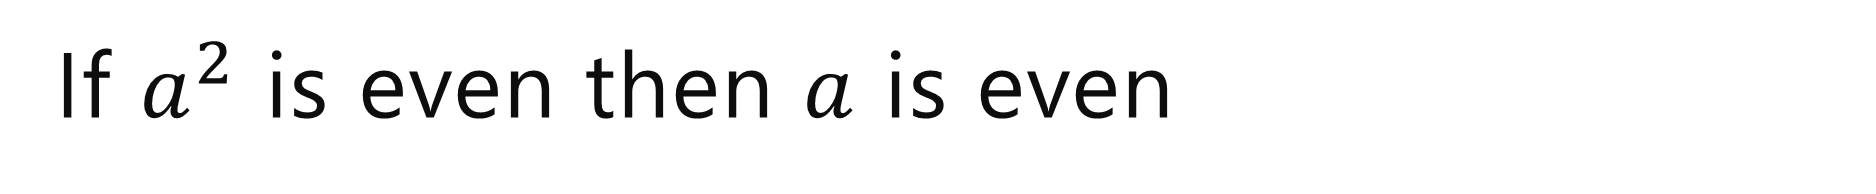 If a² is even then a is even